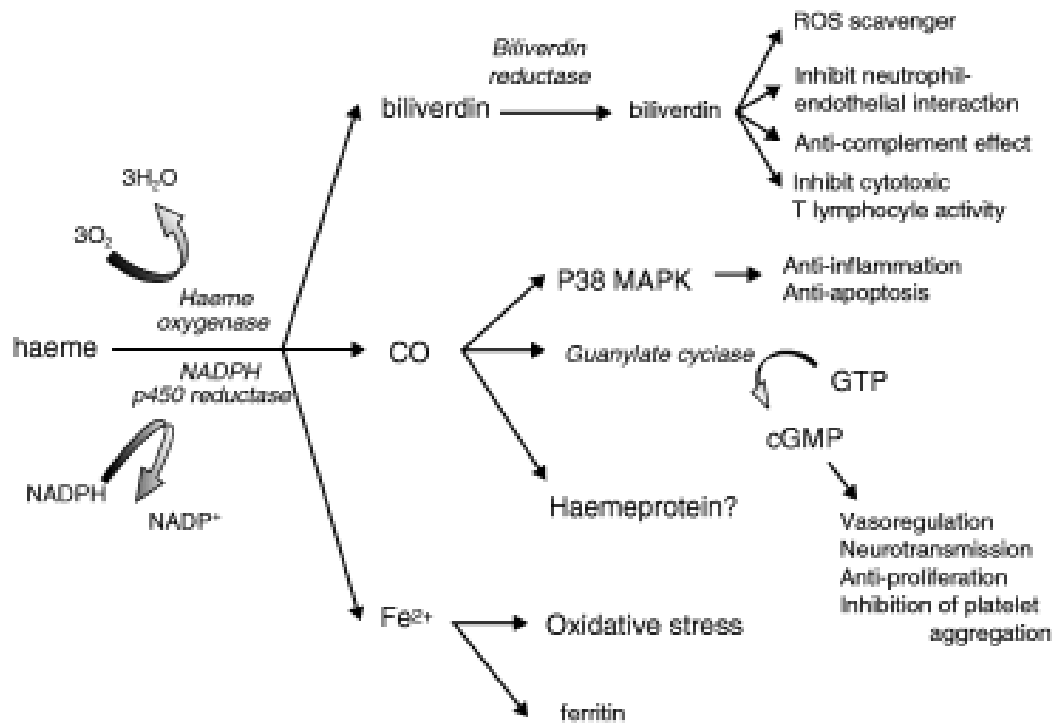 ROS scavenger
Biliverdin
reductase
Inhibit neutrophil-
endothelial interaction
biliverdin
biliverdin
Anti-complement effect
Inhibit cytotoxic
T lymphocyle activity
3H₂O
3O₂
P38 MAPK
Anti-inflammation
Anti-apoptosis
Haeme
oxygenase
haeme
CO
Guanylate cyciase
NADPH
p450 reductase
GTP
cGMP
NADPH
NADP⁺
Haemeprotein?
Vasoregulation
Neurotransmission
Anti-proliferation
Inhibition of platelet
aggregation
Fe²⁺
Oxidative stress
ferritin